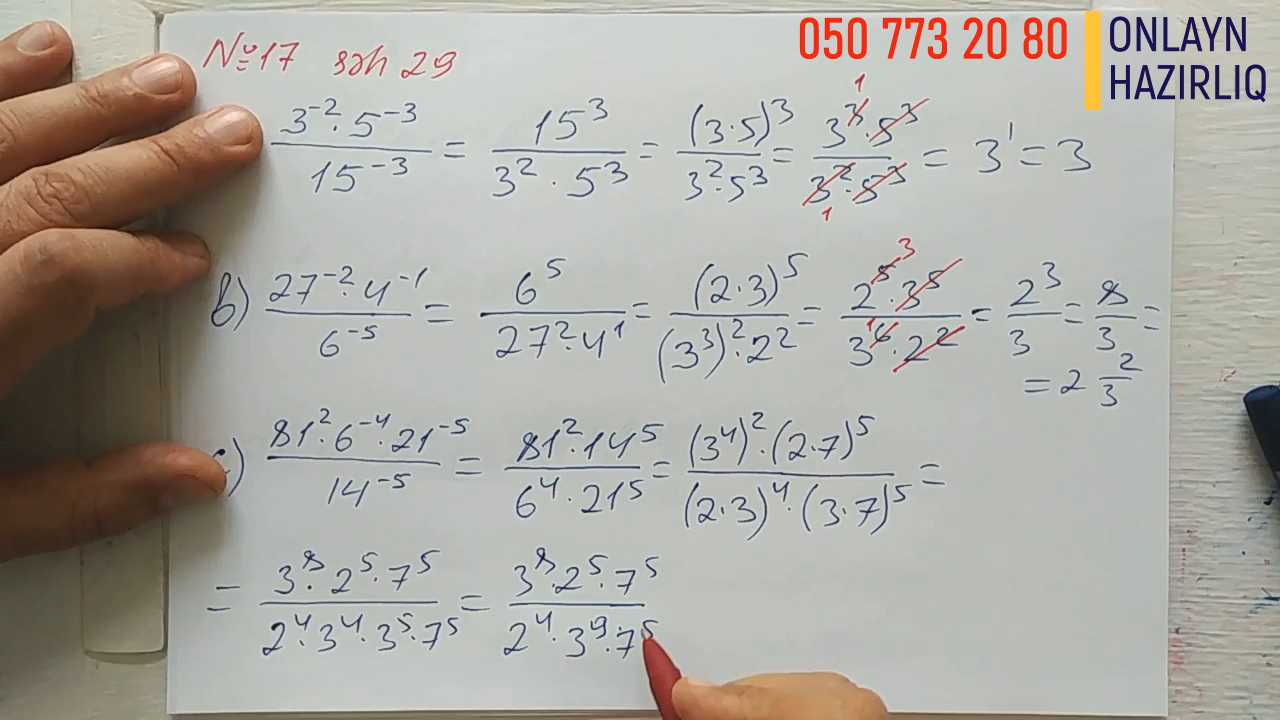 050 773 20 80 ONLAYN
HAZIRLIQ
№17 səh 29
3⁻²·5⁻³/15⁻³ = 15³/(3²·5³) = (3·5)³/(3²·5³) = 3³·5³/(3²·5³) = 3¹ = 3
b) 27⁻²·4⁻¹/6⁻⁵ = 6⁵/(27²·4¹) = (2·3)⁵/((3³)²·2²) = 2⁵·3⁵/(3⁶·2²) = 2³/3 = 8/3 =
= 2 2/3
c) 81²·6⁻⁴·21⁻⁵/14⁻⁵ = 81²·14⁵/(6⁴·21⁵) = (3⁴)²·(2·7)⁵/((2·3)⁴·(3·7)⁵) =
= 3⁸·2⁵·7⁵/(2⁴·3⁴·3⁵·7⁵) = 3⁸·2⁵·7⁵/(2⁴·3⁹·7⁵)